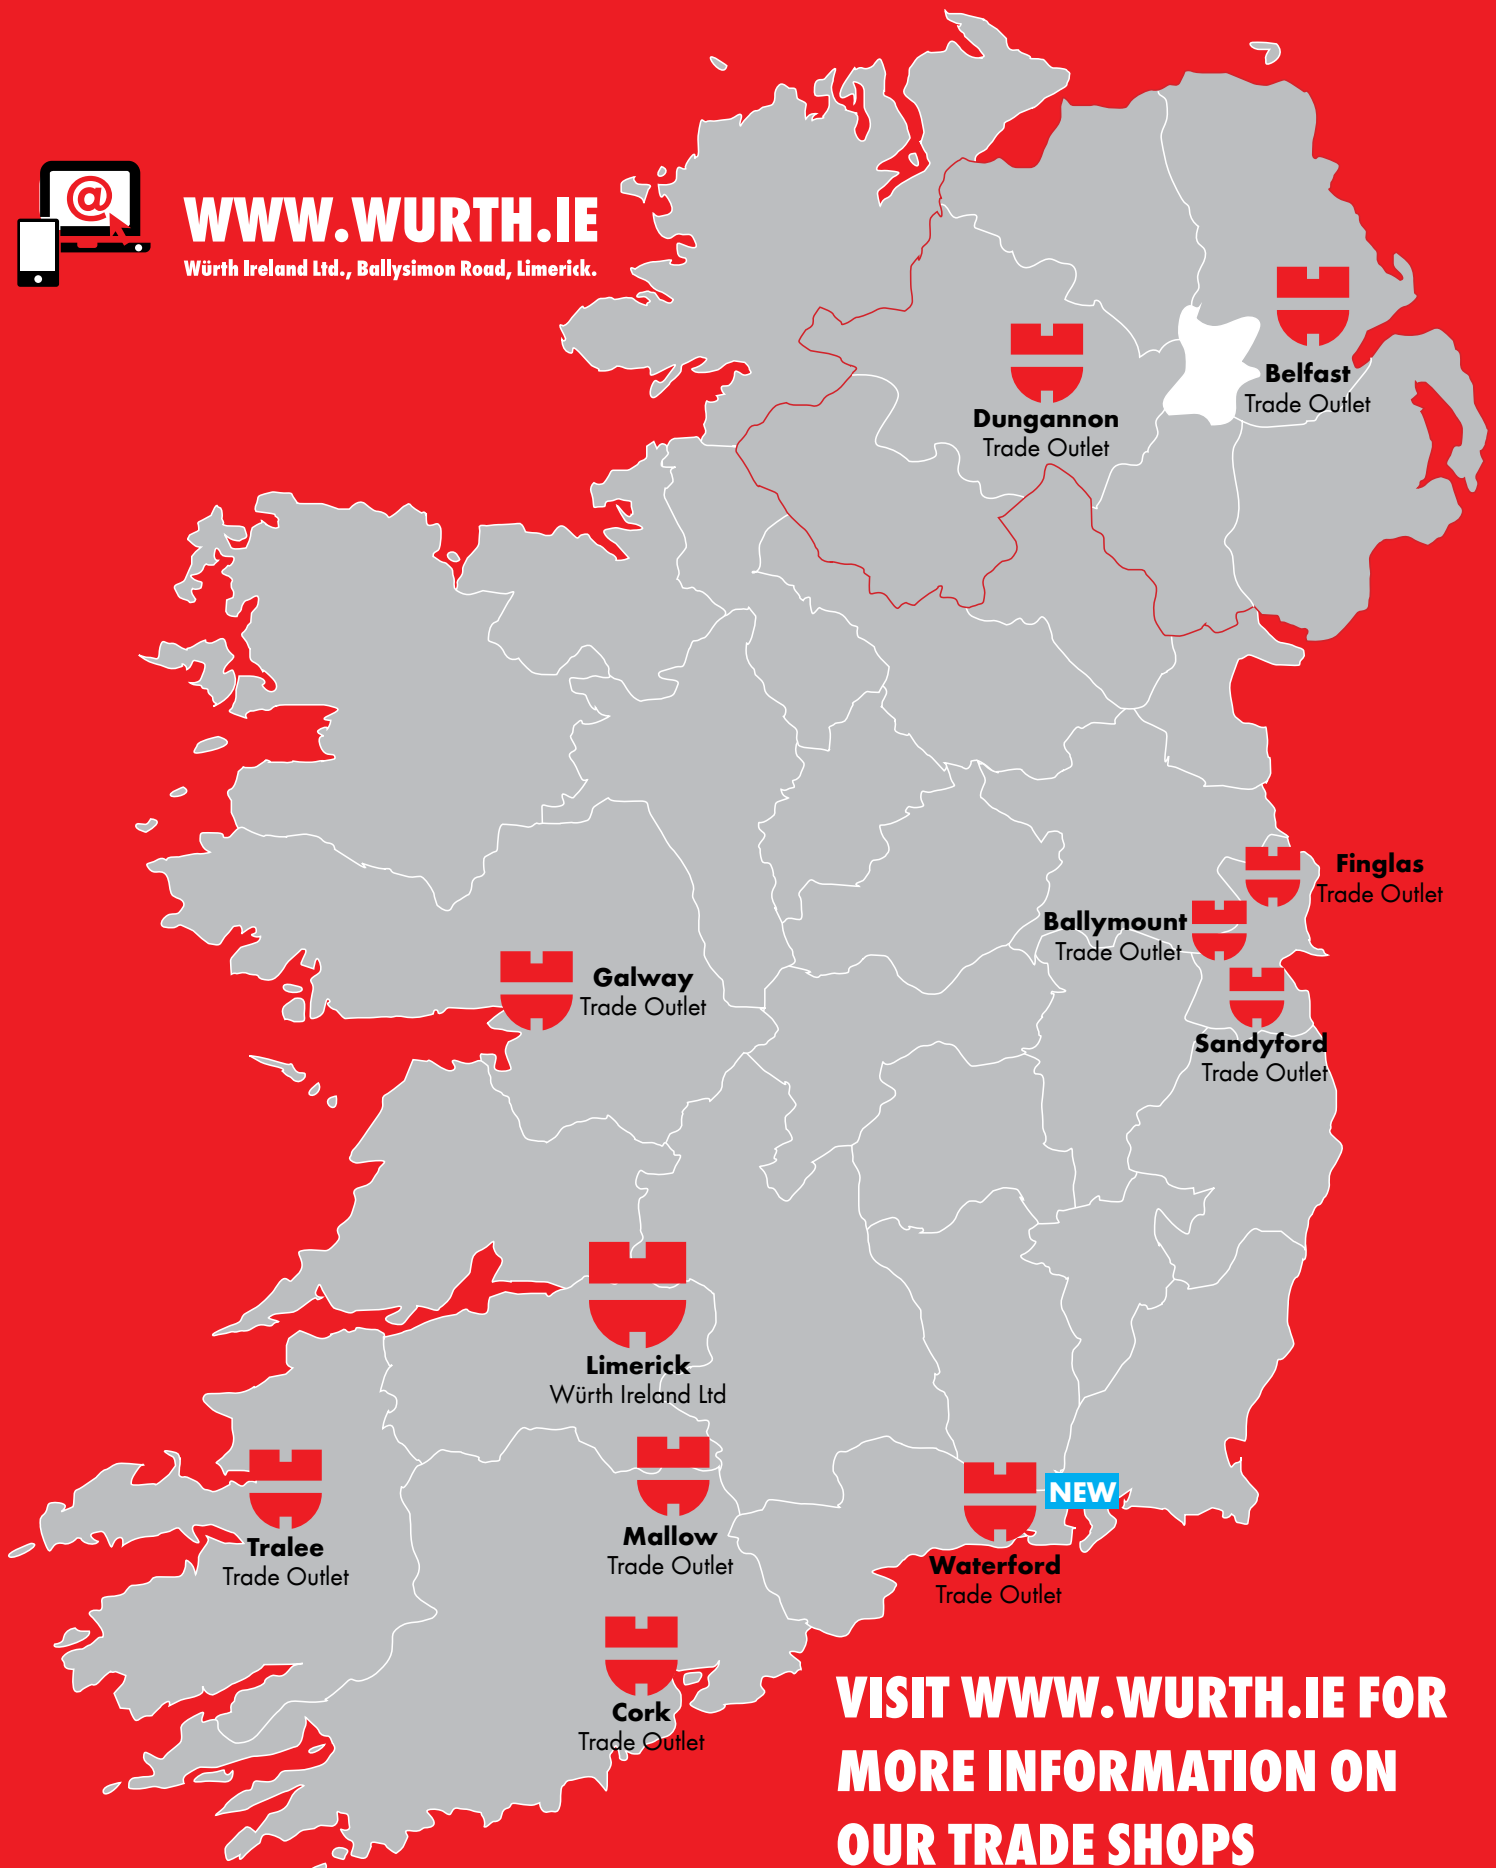 @
WWW.WURTH.IE
Würth Ireland Ltd., Ballysimon Road, Limerick.
Belfast
Trade Outlet
Dungannon
Trade Outlet
Finglas
Trade Outlet
Ballymount
Trade Outlet
Galway
Trade Outlet
Sandyford
Trade Outlet
Limerick
Würth Ireland Ltd
NEW
Mallow
Trade Outlet
Tralee
Trade Outlet
Waterford
Trade Outlet
Cork
Trade Outlet
VISIT WWW.WURTH.IE FOR
MORE INFORMATION ON
OUR TRADE SHOPS